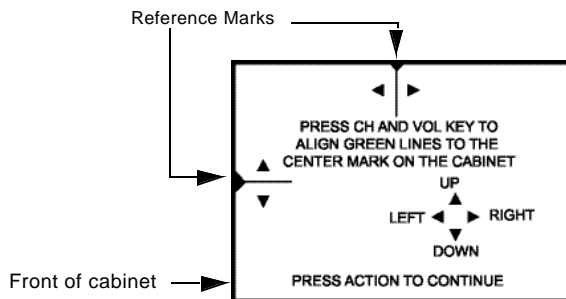 Reference Marks
PRESS CH AND VOL KEY TO
ALIGN GREEN LINES TO THE
CENTER MARK ON THE CABINET
UP
LEFT RIGHT
DOWN
Front of cabinet
PRESS ACTION TO CONTINUE